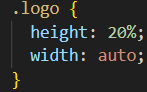 .logo {
  height: 20%;
  width: auto;
}